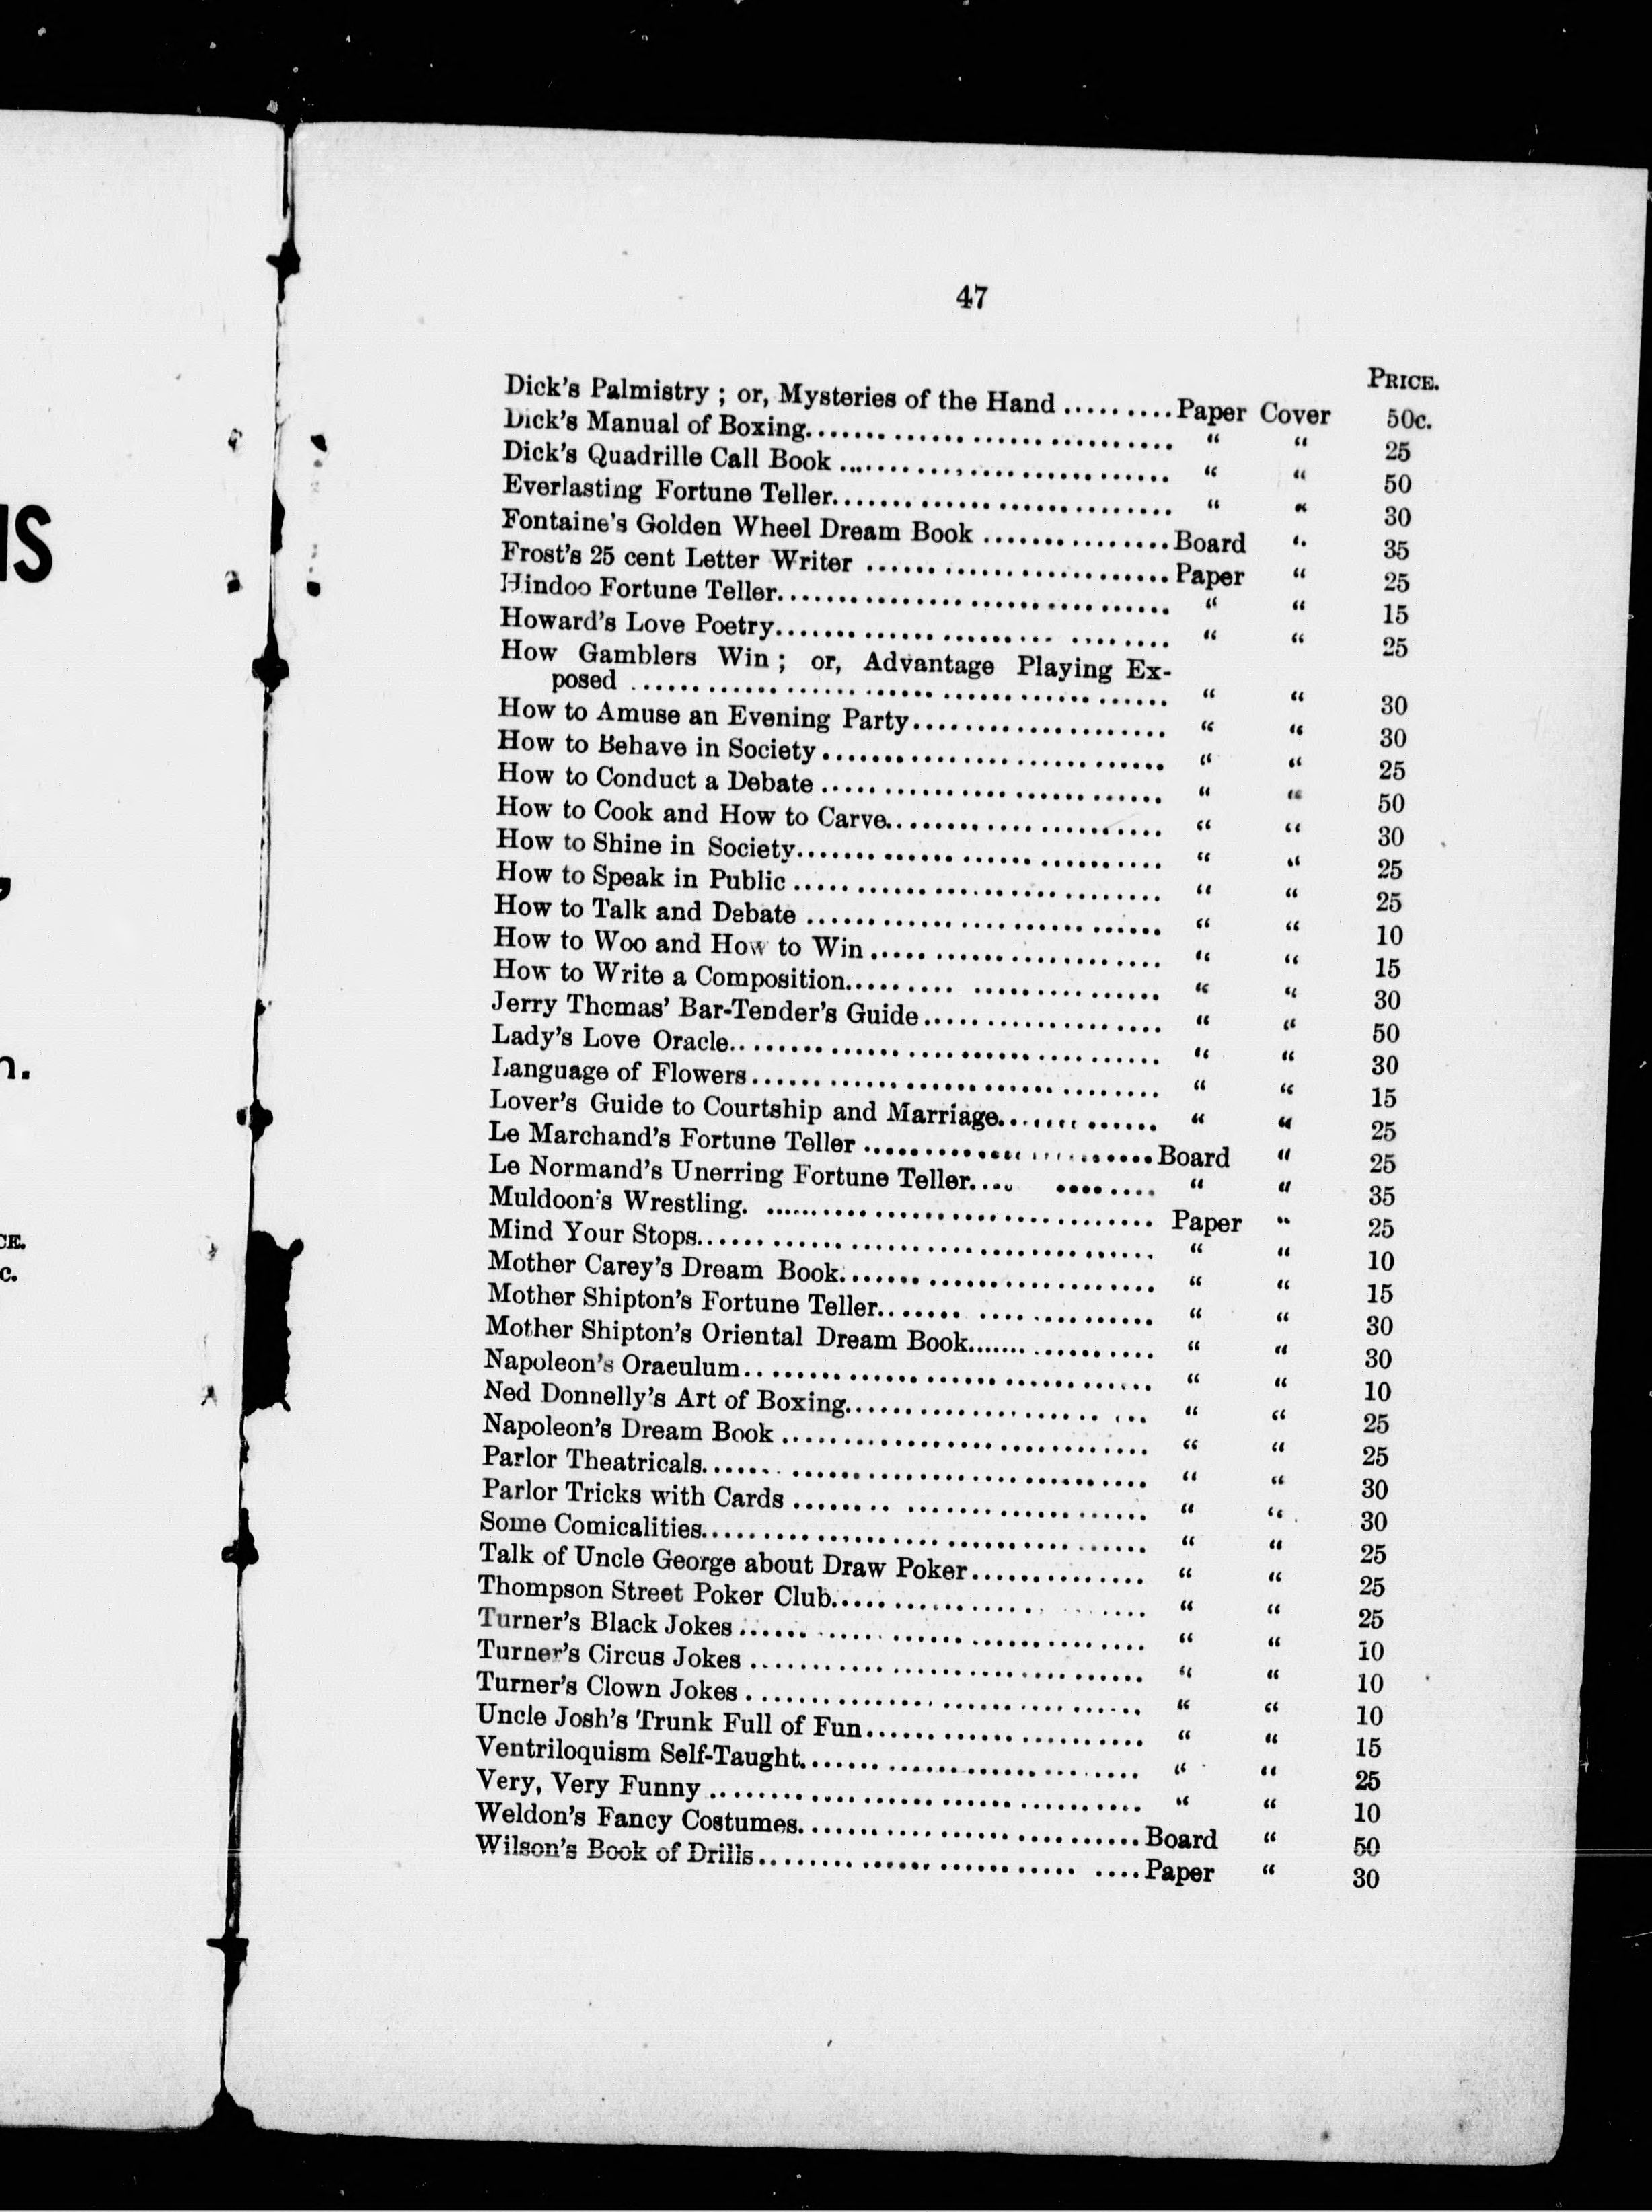 47
PRICE.
Dick's Palmistry ; or, Mysteries of the Hand ......... Paper Cover 50c.
Dick's Manual of Boxing................................. " " 25
Dick's Quadrille Call Book ............................. " " 50
Everlasting Fortune Teller.............................. " " 30
Fontaine's Golden Wheel Dream Book ............... Board " 35
Frost's 25 cent Letter Writer ........................ Paper " 25
Hindoo Fortune Teller................................... " " 15
Howard's Love Poetry.................................... " " 25
How Gamblers Win ; or, Advantage Playing Ex-
posed .................................................. " " 30
How to Amuse an Evening Party........................... " " 30
How to Behave in Society ............................... " " 25
How to Conduct a Debate ................................ " " 50
How to Cook and How to Carve............................ " " 30
How to Shine in Society................................. " " 25
How to Speak in Public ................................. " " 25
How to Talk and Debate ................................. " " 10
How to Woo and How to Win .............................. " " 15
How to Write a Composition.............................. " " 30
Jerry Thomas' Bar-Tender's Guide........................ " " 50
Lady's Love Oracle...................................... " " 30
Language of Flowers..................................... " " 15
Lover's Guide to Courtship and Marriage................. " " 25
Le Marchand's Fortune Teller ......................... Board " 25
Le Normand's Unerring Fortune Teller.................... " " 35
Muldoon's Wrestling. ................................. Paper " 25
Mind Your Stops......................................... " " 10
Mother Carey's Dream Book............................... " " 15
Mother Shipton's Fortune Teller......................... " " 30
Mother Shipton's Oriental Dream Book.................... " " 30
Napoleon's Oraculum..................................... " " 10
Ned Donnelly's Art of Boxing............................ " " 25
Napoleon's Dream Book .................................. " " 25
Parlor Theatricals...................................... " " 30
Parlor Tricks with Cards ............................... " " 30
Some Comicalities....................................... " " 25
Talk of Uncle George about Draw Poker................... " " 25
Thompson Street Poker Club.............................. " " 25
Turner's Black Jokes ................................... " " 10
Turner's Circus Jokes .................................. " " 10
Turner's Clown Jokes ................................... " " 10
Uncle Josh's Trunk Full of Fun.......................... " " 15
Ventriloquism Self-Taught............................... " " 25
Very, Very Funny ....................................... " " 10
Weldon's Fancy Costumes............................... Board " 50
Wilson's Book of Drills............................... Paper " 30